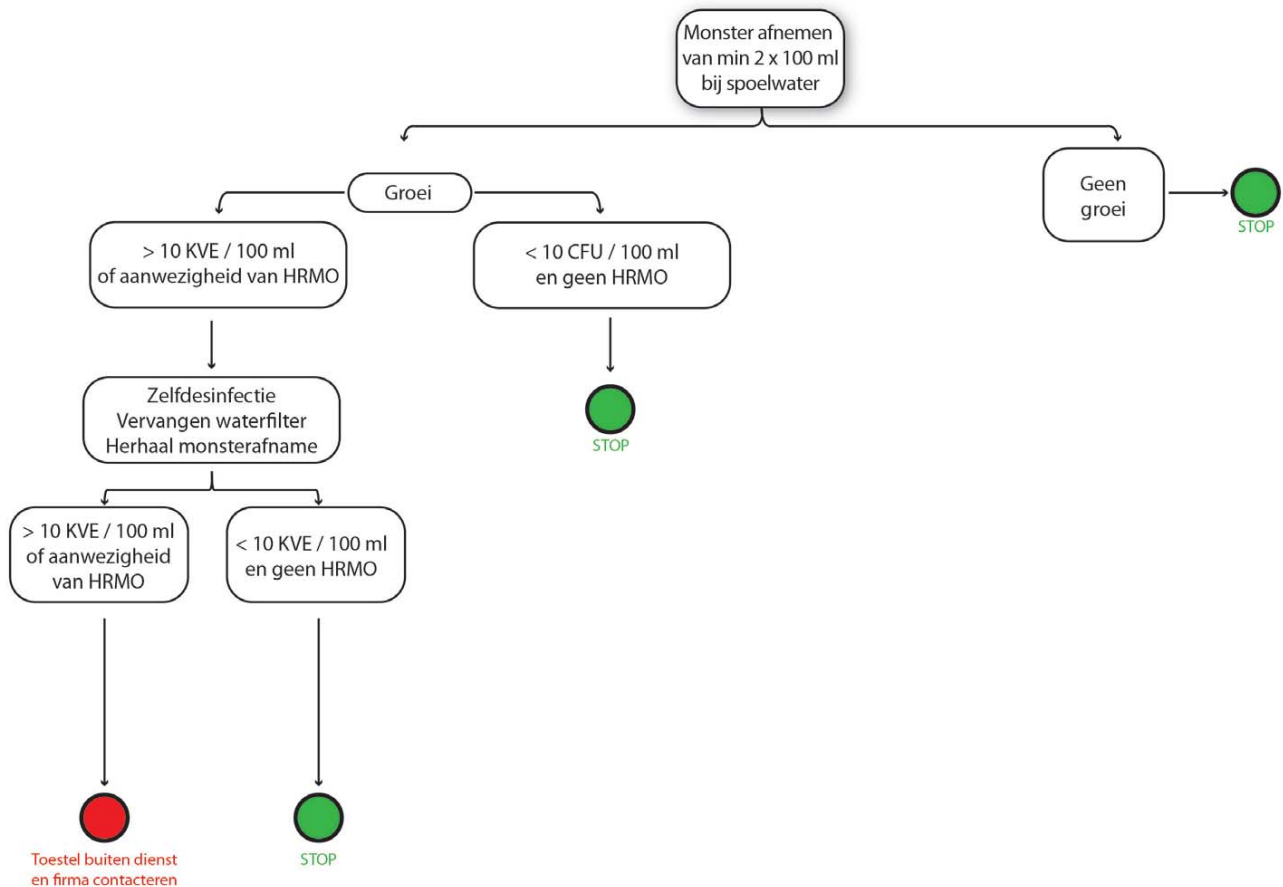 Monster afnemen
van min 2 x 100 ml
bij spoelwater
Groei
Geen
groei
STOP
> 10 KVE / 100 ml
of aanwezigheid van HRMO
< 10 CFU / 100 ml
en geen HRMO
Zelfdesinfectie
Vervangen waterfilter
Herhaal monsterafname
STOP
> 10 KVE / 100 ml
of aanwezigheid
van HRMO
< 10 KVE / 100 ml
en geen HRMO
Toestel buiten dienst
en firma contacteren
STOP